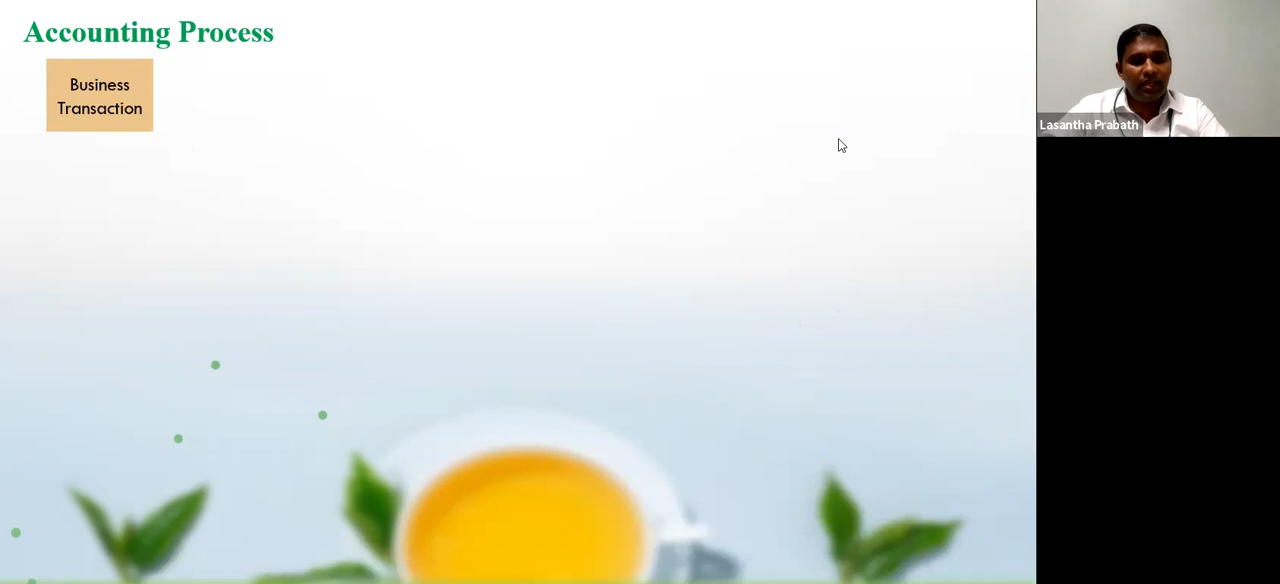 Accounting Process
Business
Transaction
Lasantha Prabath